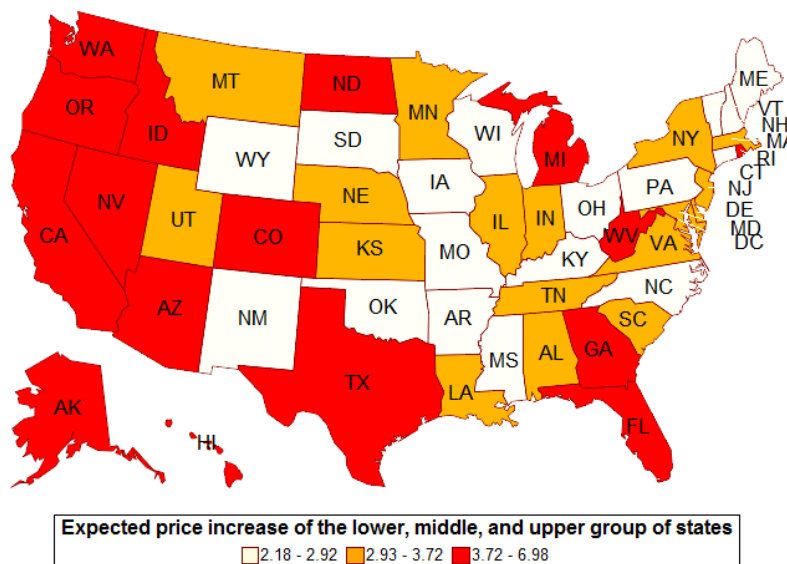 WA
ME
MT
ND
VT
OR
MN
NH
ID
SD
WI
NY
MA
WY
MI
RI
CT
IA
PA
NJ
NV
NE
OH
DE
UT
IL
IN
MD
CA
CO
WV
VA
DC
KS
MO
KY
NC
TN
AZ
OK
NM
AR
SC
MS
AL
GA
TX
LA
AK
FL
HI
Expected price increase of the lower, middle, and upper group of states
2.18 - 2.92 2.93 - 3.72 3.72 - 6.98